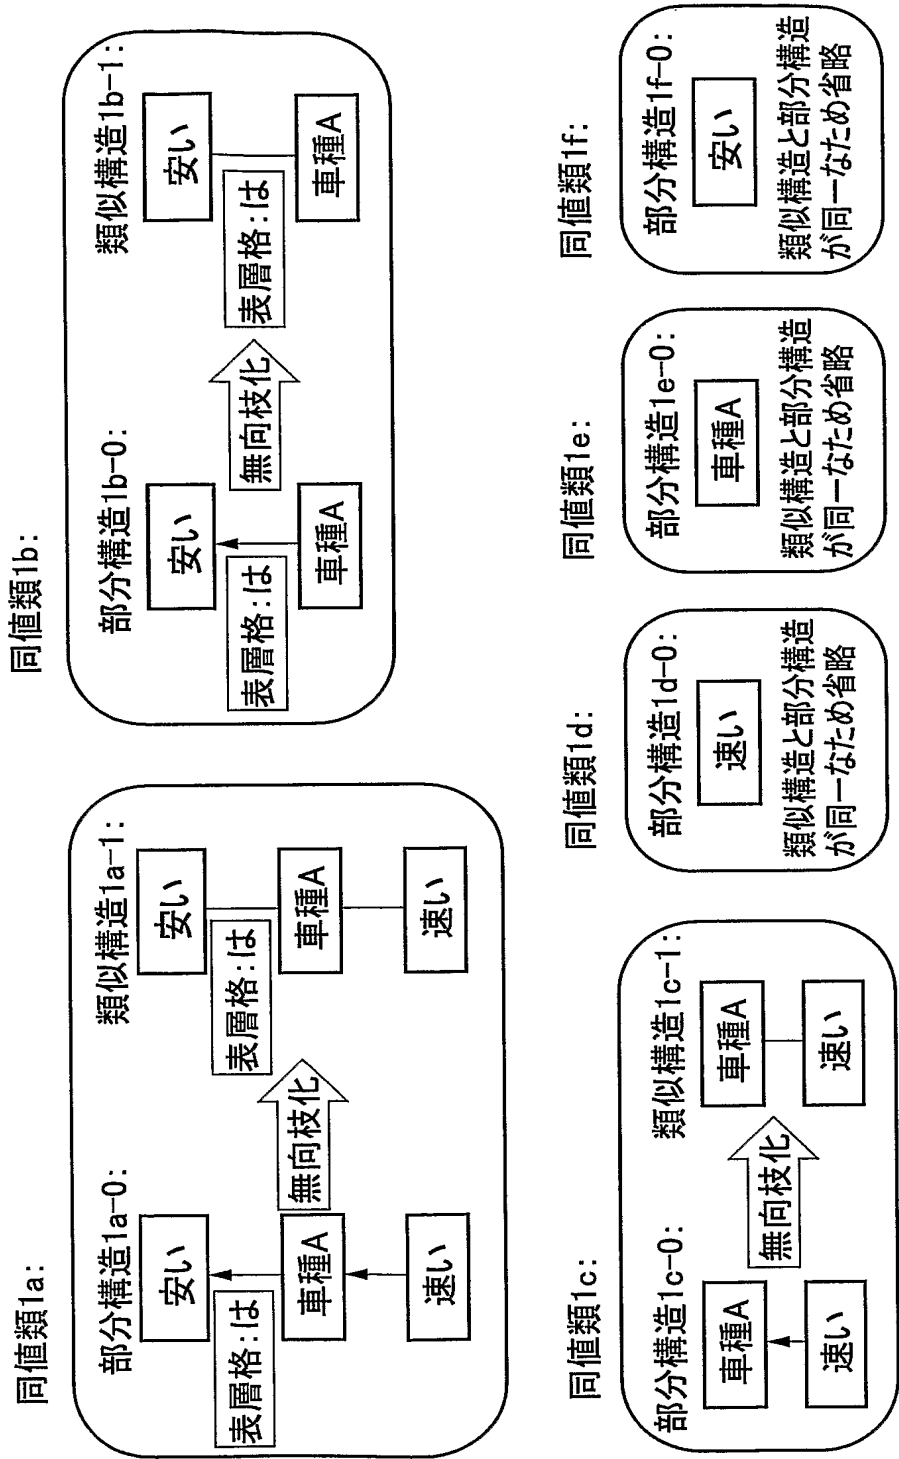 同値類1a:
部分構造1a-0:
安い
表層格:は
車種A
速い
無向枝化
類似構造1a-1:
安い
表層格:は
車種A
速い
同値類1b:
部分構造1b-0:
安い
表層格:は
車種A
無向枝化
類似構造1b-1:
安い
表層格:は
車種A
同値類1c:
部分構造1c-0:
車種A
速い
無向枝化
類似構造1c-1:
車種A
速い
同値類1d:
部分構造1d-0:
速い
類似構造と部分構造
が同一なため省略
同値類1e:
部分構造1e-0:
車種A
類似構造と部分構造
が同一なため省略
同値類1f:
部分構造1f-0:
安い
類似構造と部分構造
が同一なため省略